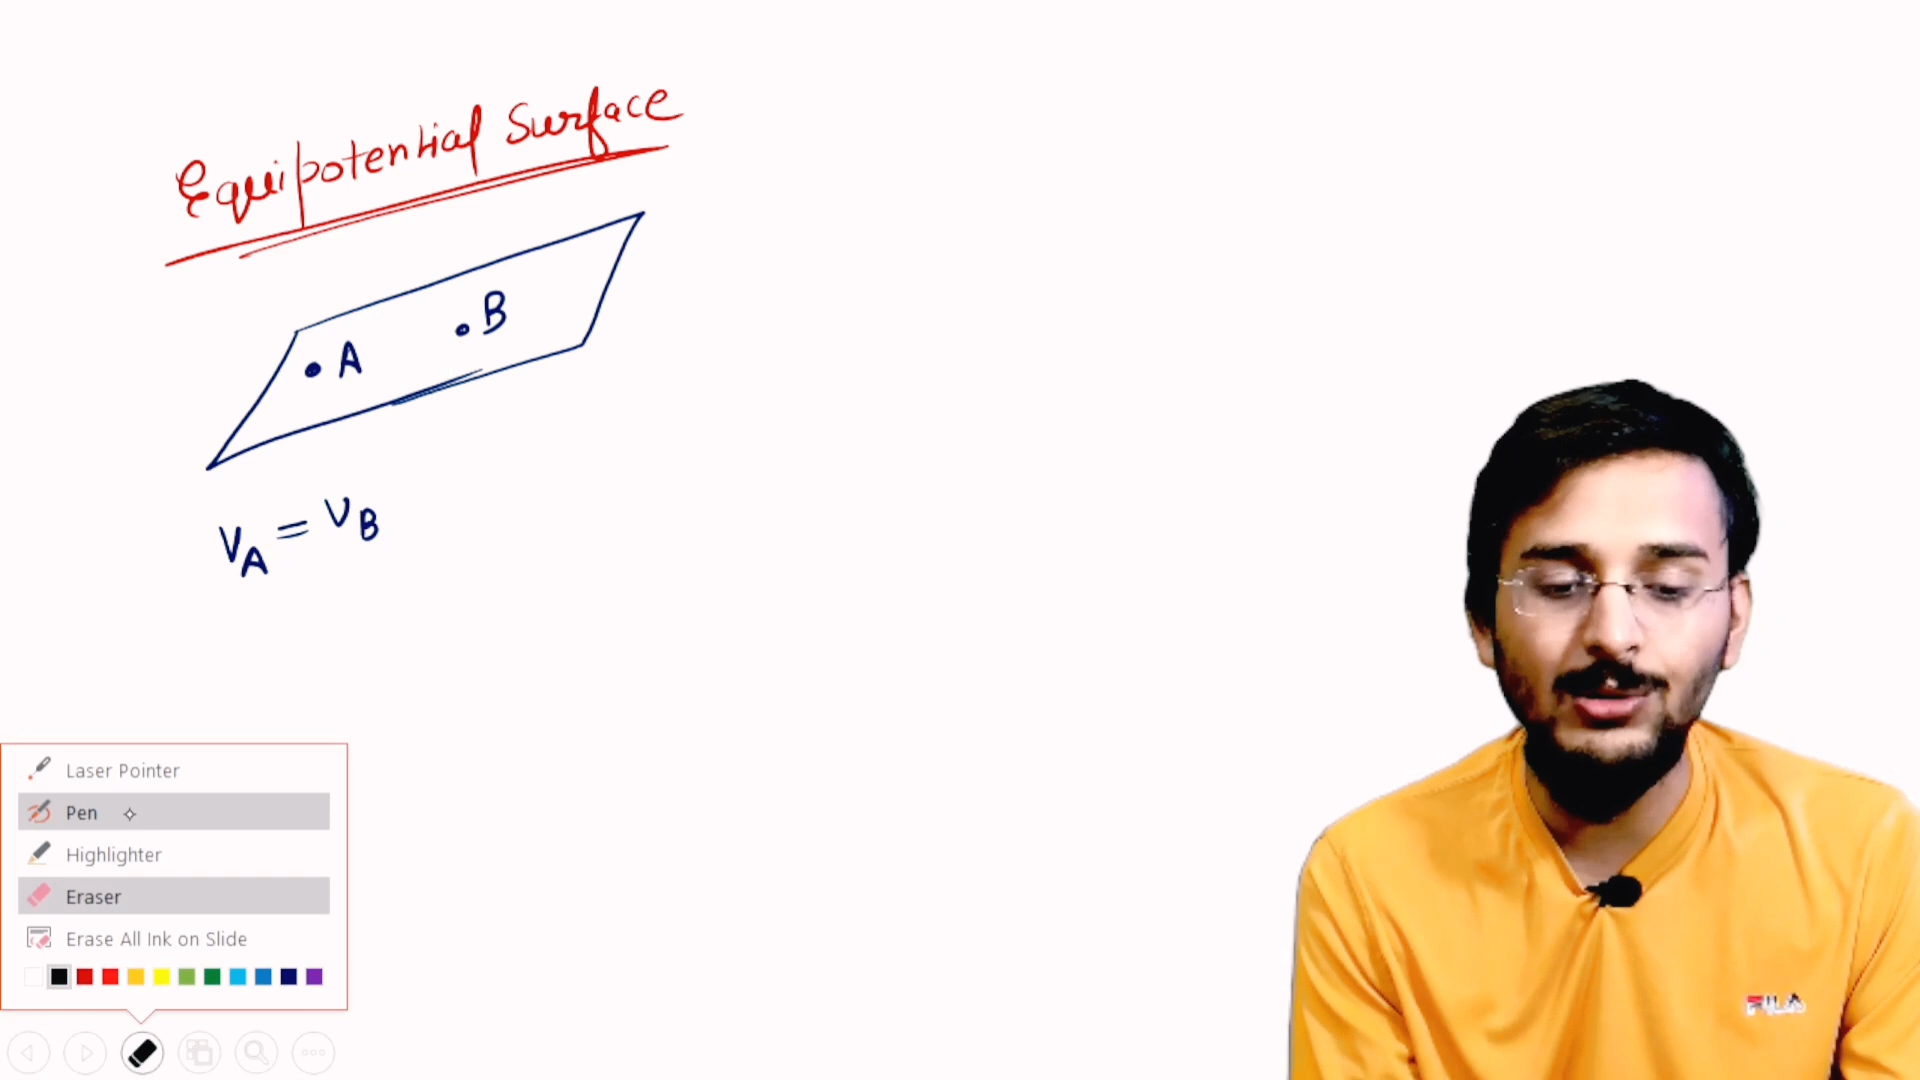 Equipotential Surface
A
B
VA = VB
Laser Pointer
Pen
Highlighter
Eraser
Erase All Ink on Slide
FILA